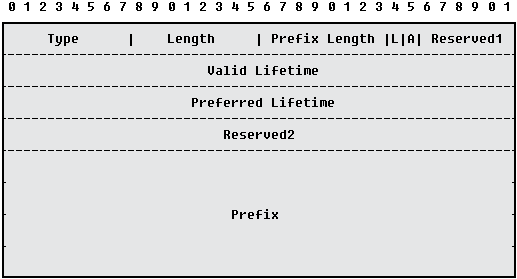 0 1 2 3 4 5 6 7 8 9 0 1 2 3 4 5 6 7 8 9 0 1 2 3 4 5 6 7 8 9 0 1
Type | Length | Prefix Length |L|A| Reserved1
Valid Lifetime
Preferred Lifetime
Reserved2
Prefix